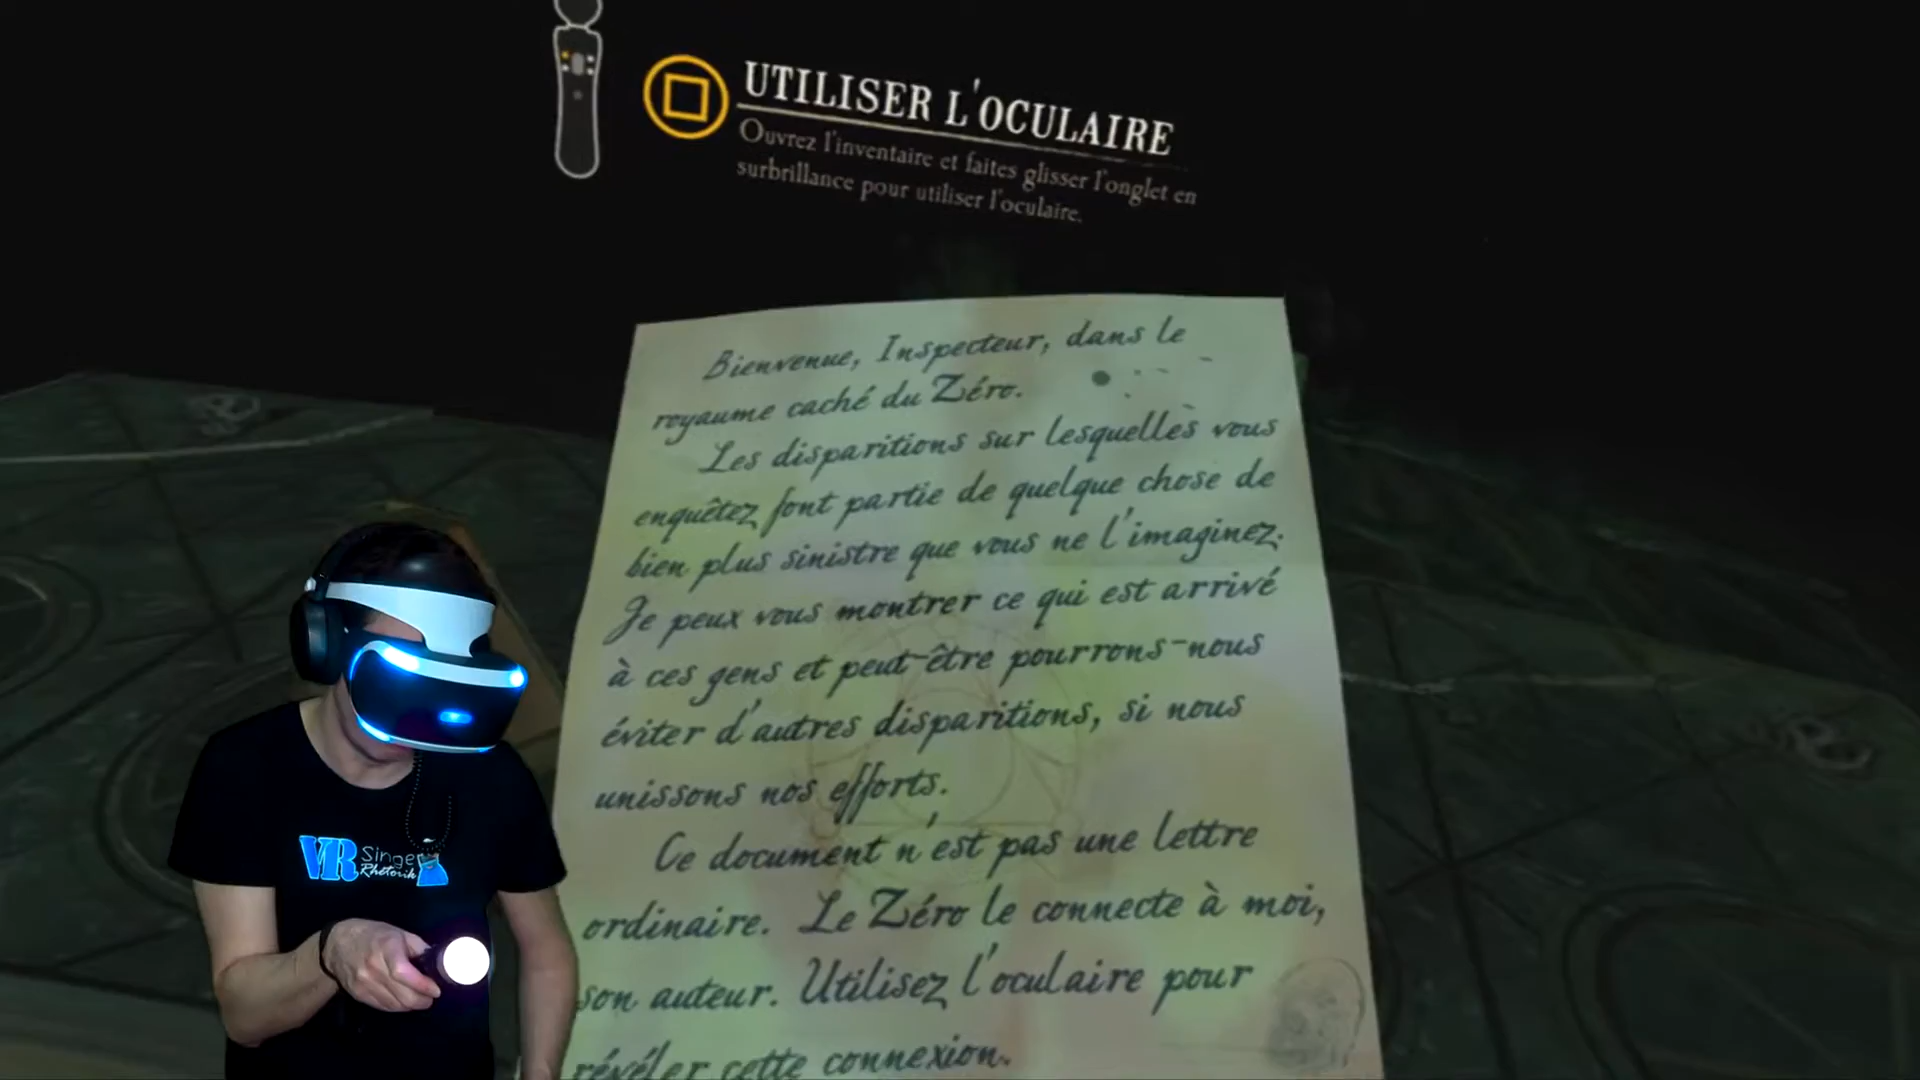 UTILISER L'OCULAIRE
Ouvrez l'inventaire et faites glisser l'onglet en
surbrillance pour utiliser l'oculaire.
Bienvenue, Inspecteur, dans le
royaume caché du Zéro.
Les disparitions sur lesquelles vous
enquêtez font partie de quelque chose de
bien plus sinistre que vous ne l'imaginez.
Je peux vous montrer ce qui est arrivé
à ces gens et peut-être pourrons-nous
éviter d'autres disparitions, si nous
unissons nos efforts.
Ce document n'est pas une lettre
ordinaire. Le Zéro le connecte à moi,
son auteur. Utilisez l'oculaire pour
révéler cette connexion.
VR Singe
Rhétorik